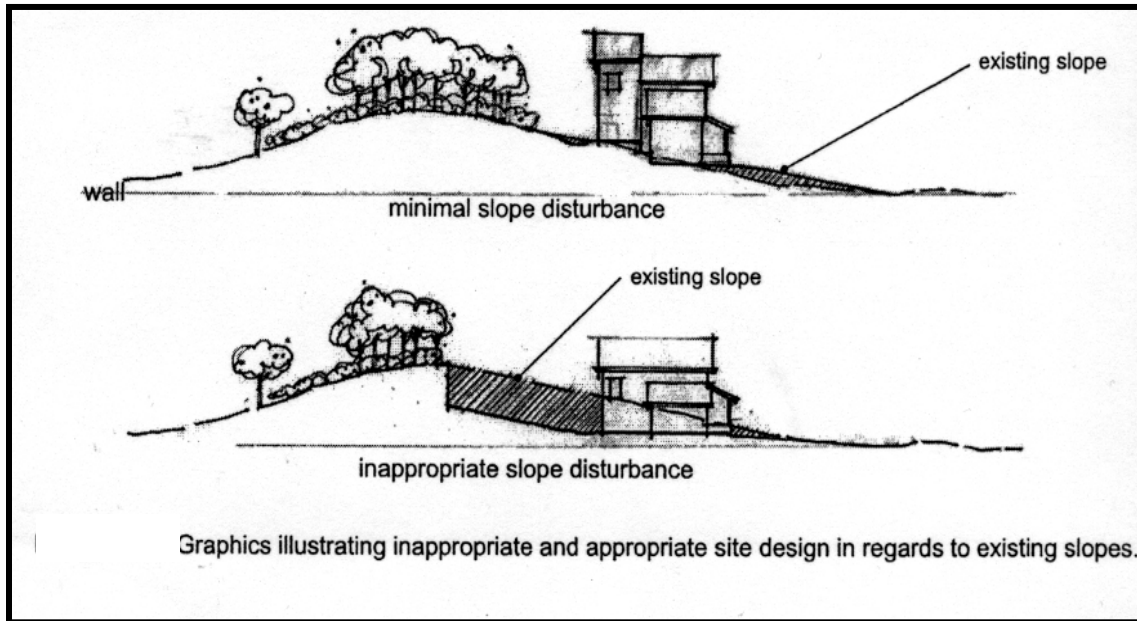 existing slope
wall
minimal slope disturbance
existing slope
inappropriate slope disturbance
Graphics illustrating inappropriate and appropriate site design in regards to existing slopes.